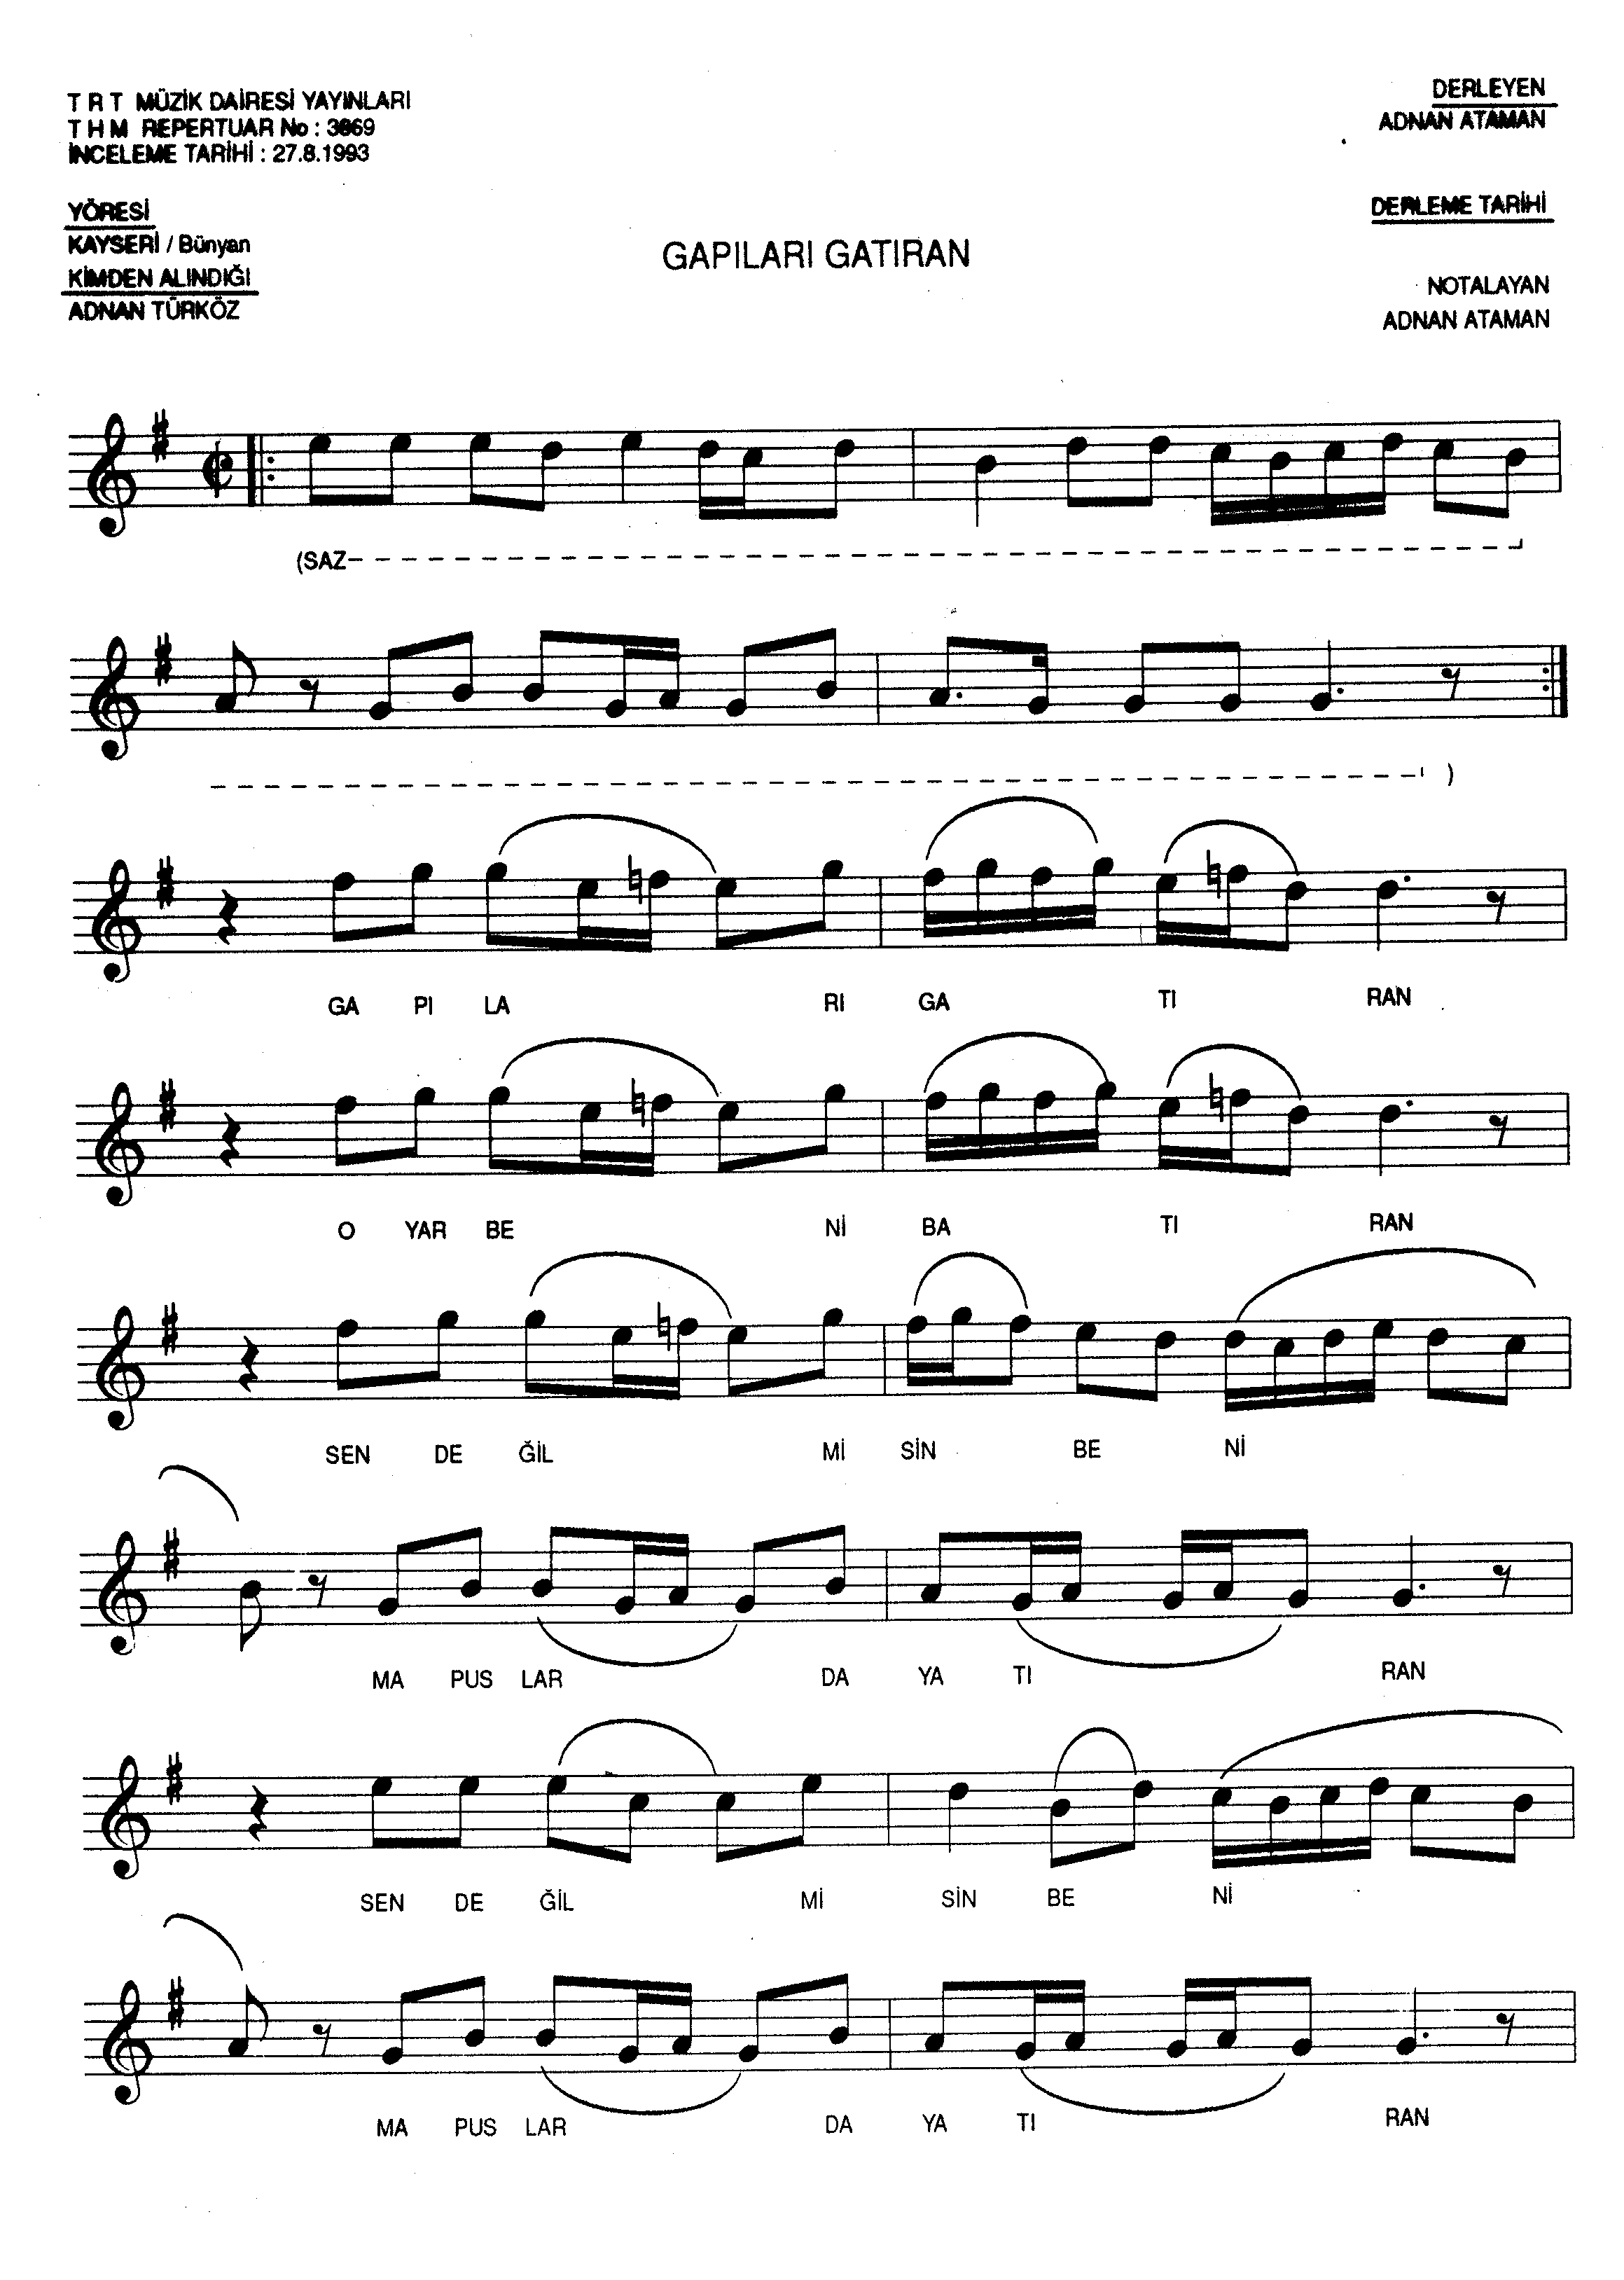 T R T MÜZİK DAİRESİ YAYINLARI
T H M REPERTUAR No : 3869
İNCELEME TARİHİ : 27.8.1993
DERLEYEN
ADNAN ATAMAN
YÖRESİ
KAYSERİ / Bünyan
KİMDEN ALINDIĞI
ADNAN TÜRKÖZ
GAPILARI GATIRAN
DERLEME TARİHİ
NOTALAYAN
ADNAN ATAMAN
(SAZ
)
GA PI LA RI GA TI RAN
O YAR BE Nİ BA TI RAN
SEN DE ĞİL Mİ SİN BE Nİ
MA PUS LAR DA YA TI RAN
SEN DE ĞİL Mİ SİN BE Nİ
MA PUS LAR DA YA TI RAN